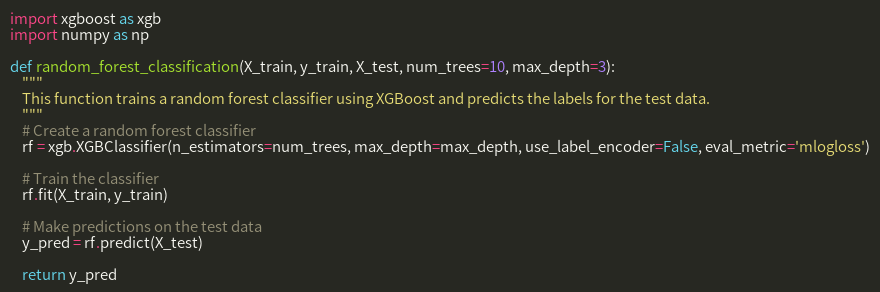 import xgboost as xgb
import numpy as np

def random_forest_classification(X_train, y_train, X_test, num_trees=10, max_depth=3):
    """
    This function trains a random forest classifier using XGBoost and predicts the labels for the test data.
    """
    # Create a random forest classifier
    rf = xgb.XGBClassifier(n_estimators=num_trees, max_depth=max_depth, use_label_encoder=False, eval_metric='mlogloss')

    # Train the classifier
    rf.fit(X_train, y_train)

    # Make predictions on the test data
    y_pred = rf.predict(X_test)

    return y_pred